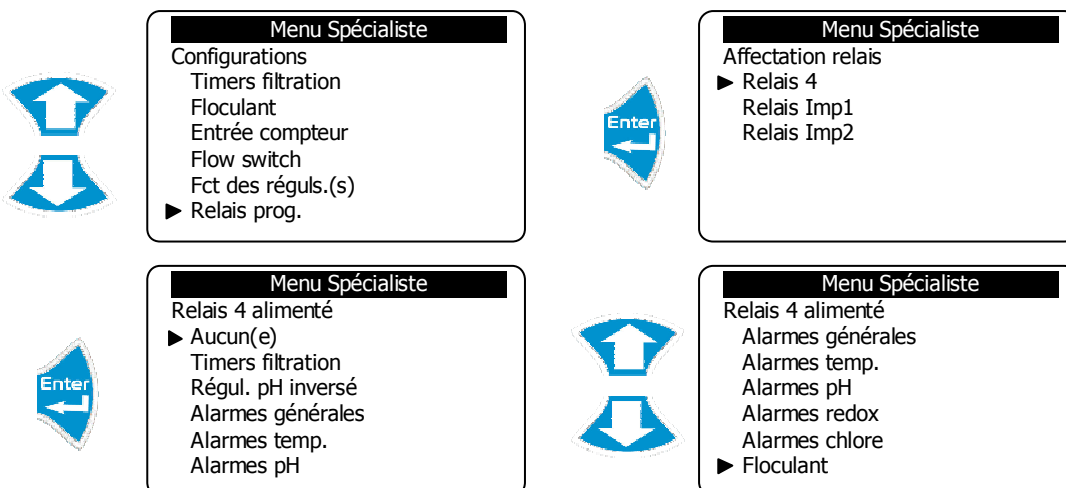 Menu Spécialiste
Configurations
Timers filtration
Floculant
Entrée compteur
Flow switch
Fct des réguls.(s)
Relais prog.
Enter
Menu Spécialiste
Affectation relais
Relais 4
Relais Imp1
Relais Imp2
Enter
Menu Spécialiste
Relais 4 alimenté
Aucun(e)
Timers filtration
Régul. pH inversé
Alarmes générales
Alarmes temp.
Alarmes pH
Menu Spécialiste
Relais 4 alimenté
Alarmes générales
Alarmes temp.
Alarmes pH
Alarmes redox
Alarmes chlore
Floculant